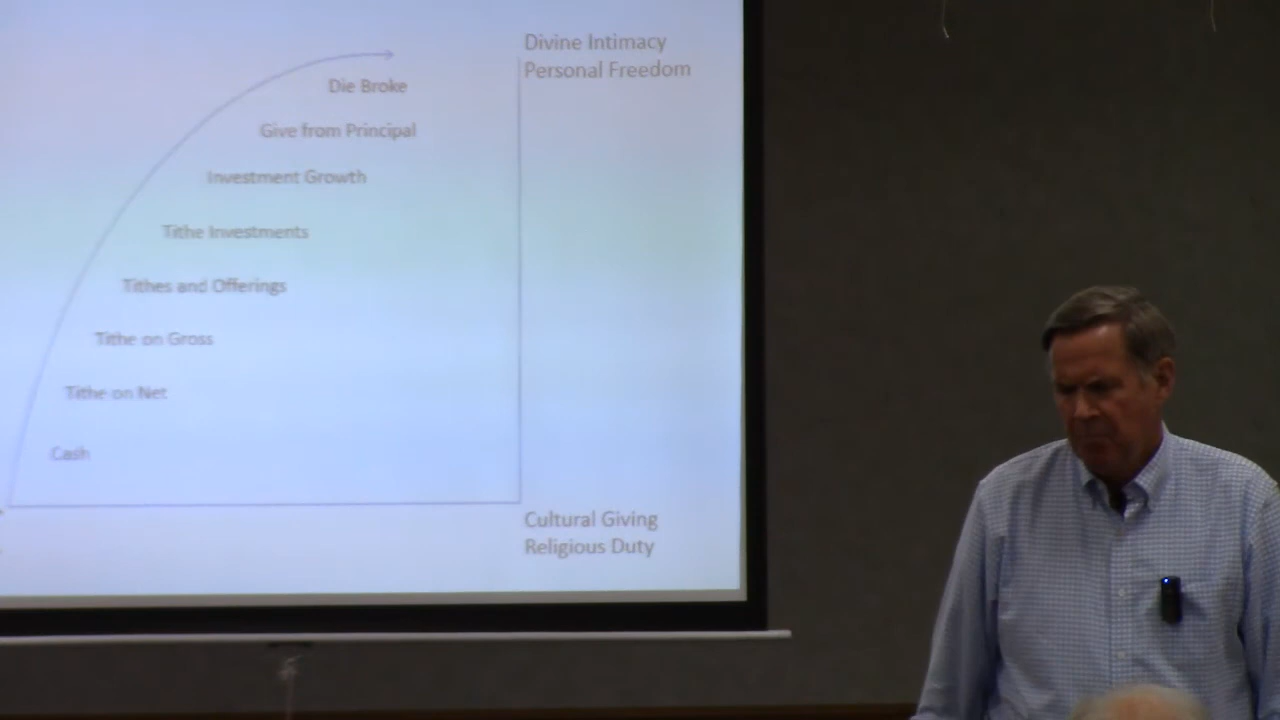 Divine Intimacy
Personal Freedom
Die Broke
Give from Principal
Investment Growth
Tithe Investments
Tithes and Offerings
Tithe on Gross
Tithe on Net
Cash
Cultural Giving
Religious Duty